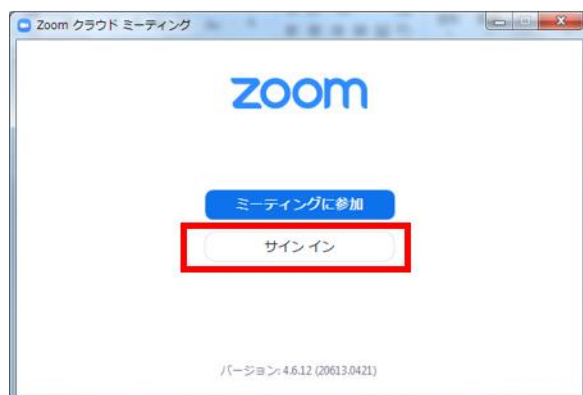 Zoom クラウド ミーティング
zoom
ミーティングに参加
サイン イン
バージョン: 4.6.12 (20613.0421)